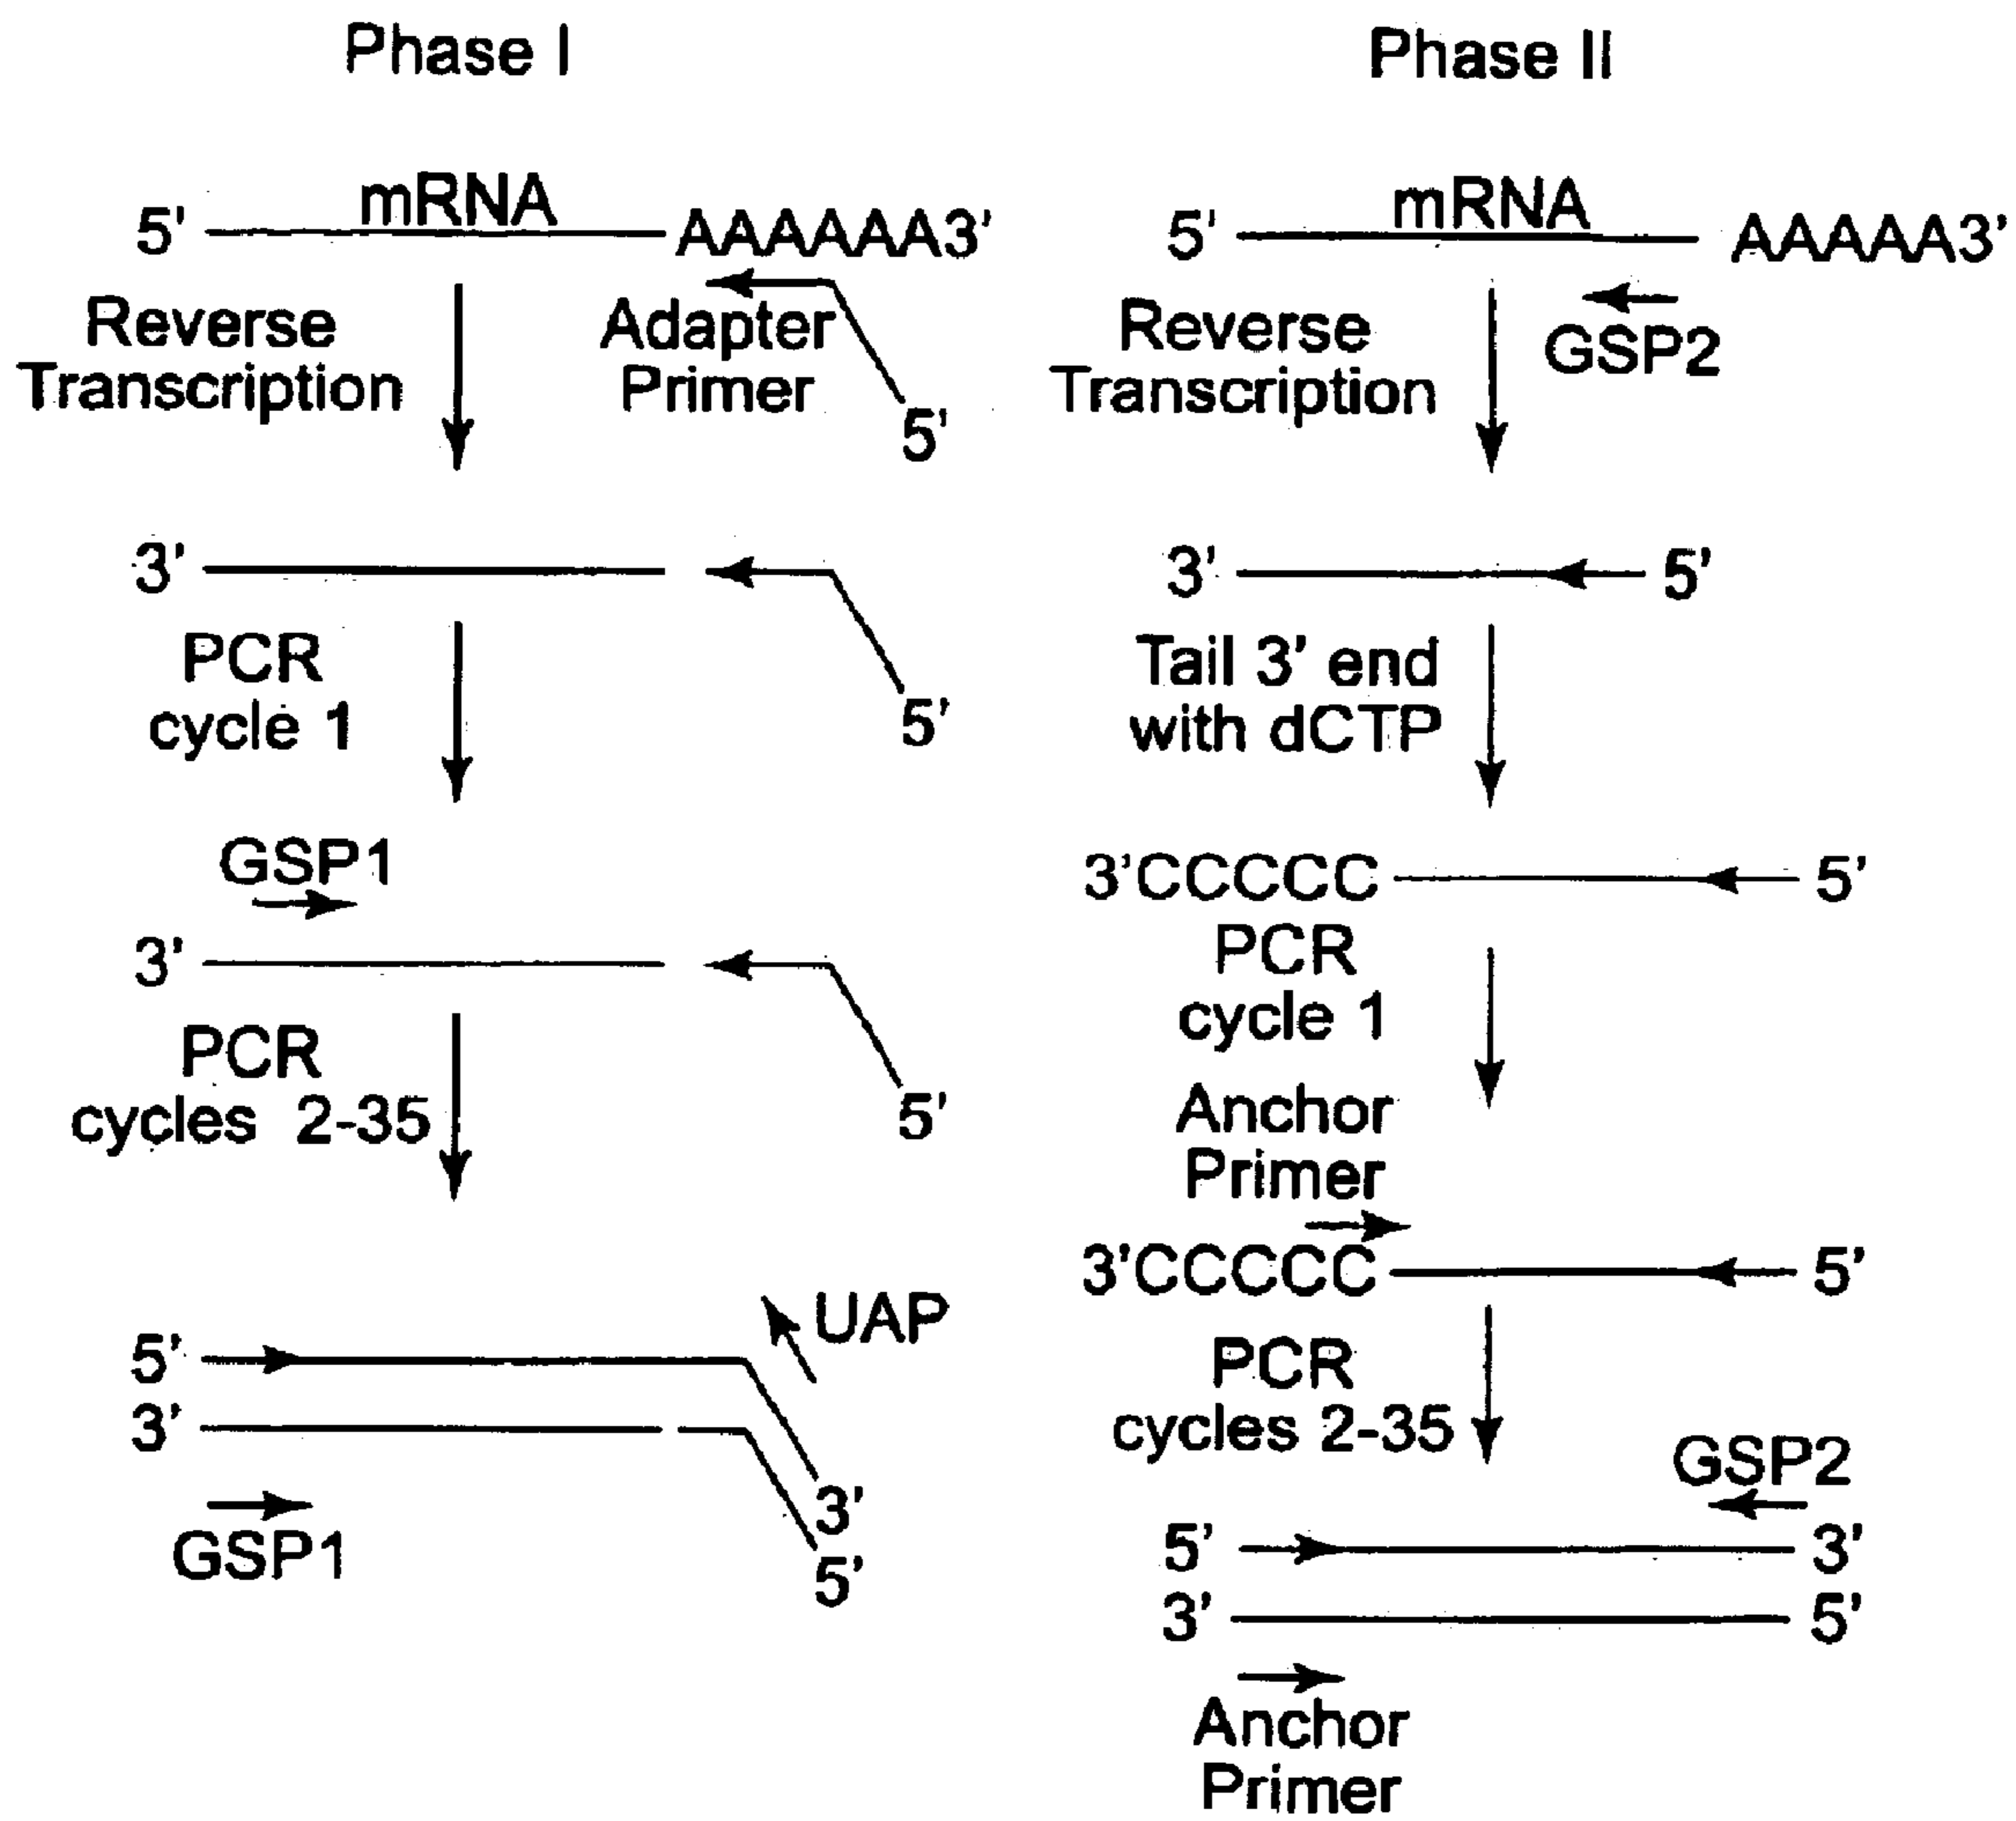 Phase I
mRNA
5' AAAAAA3'
Reverse
Transcription
Adapter
Primer
5'
3'
PCR
cycle 1
5'
GSP1
3'
PCR
cycles 2-35
5'
UAP
5'
3'
3'
5'
GSP1
Phase II
mRNA
5' AAAAA3'
Reverse
Transcription
GSP2
3' 5'
Tail 3' end
with dCTP
3'CCCCC 5'
PCR
cycle 1
Anchor
Primer
3'CCCCC 5'
PCR
cycles 2-35
GSP2
5' 3'
3' 5'
Anchor
Primer